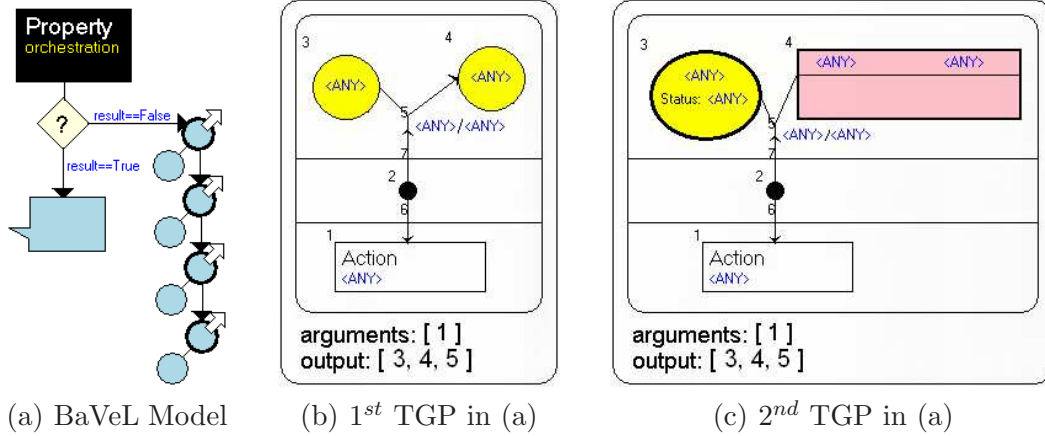 Property
orchestration
?
result==False
result==True
(a) BaVeL Model
3
4
<ANY>
<ANY>
5
<ANY>/<ANY>
7
2
6
1
Action
<ANY>
arguments: [ 1 ]
output: [ 3, 4, 5 ]
(b) 1st TGP in (a)
3
4
<ANY>
Status: <ANY>
<ANY> <ANY>
5
<ANY>/<ANY>
7
2
6
1
Action
<ANY>
arguments: [ 1 ]
output: [ 3, 4, 5 ]
(c) 2nd TGP in (a)